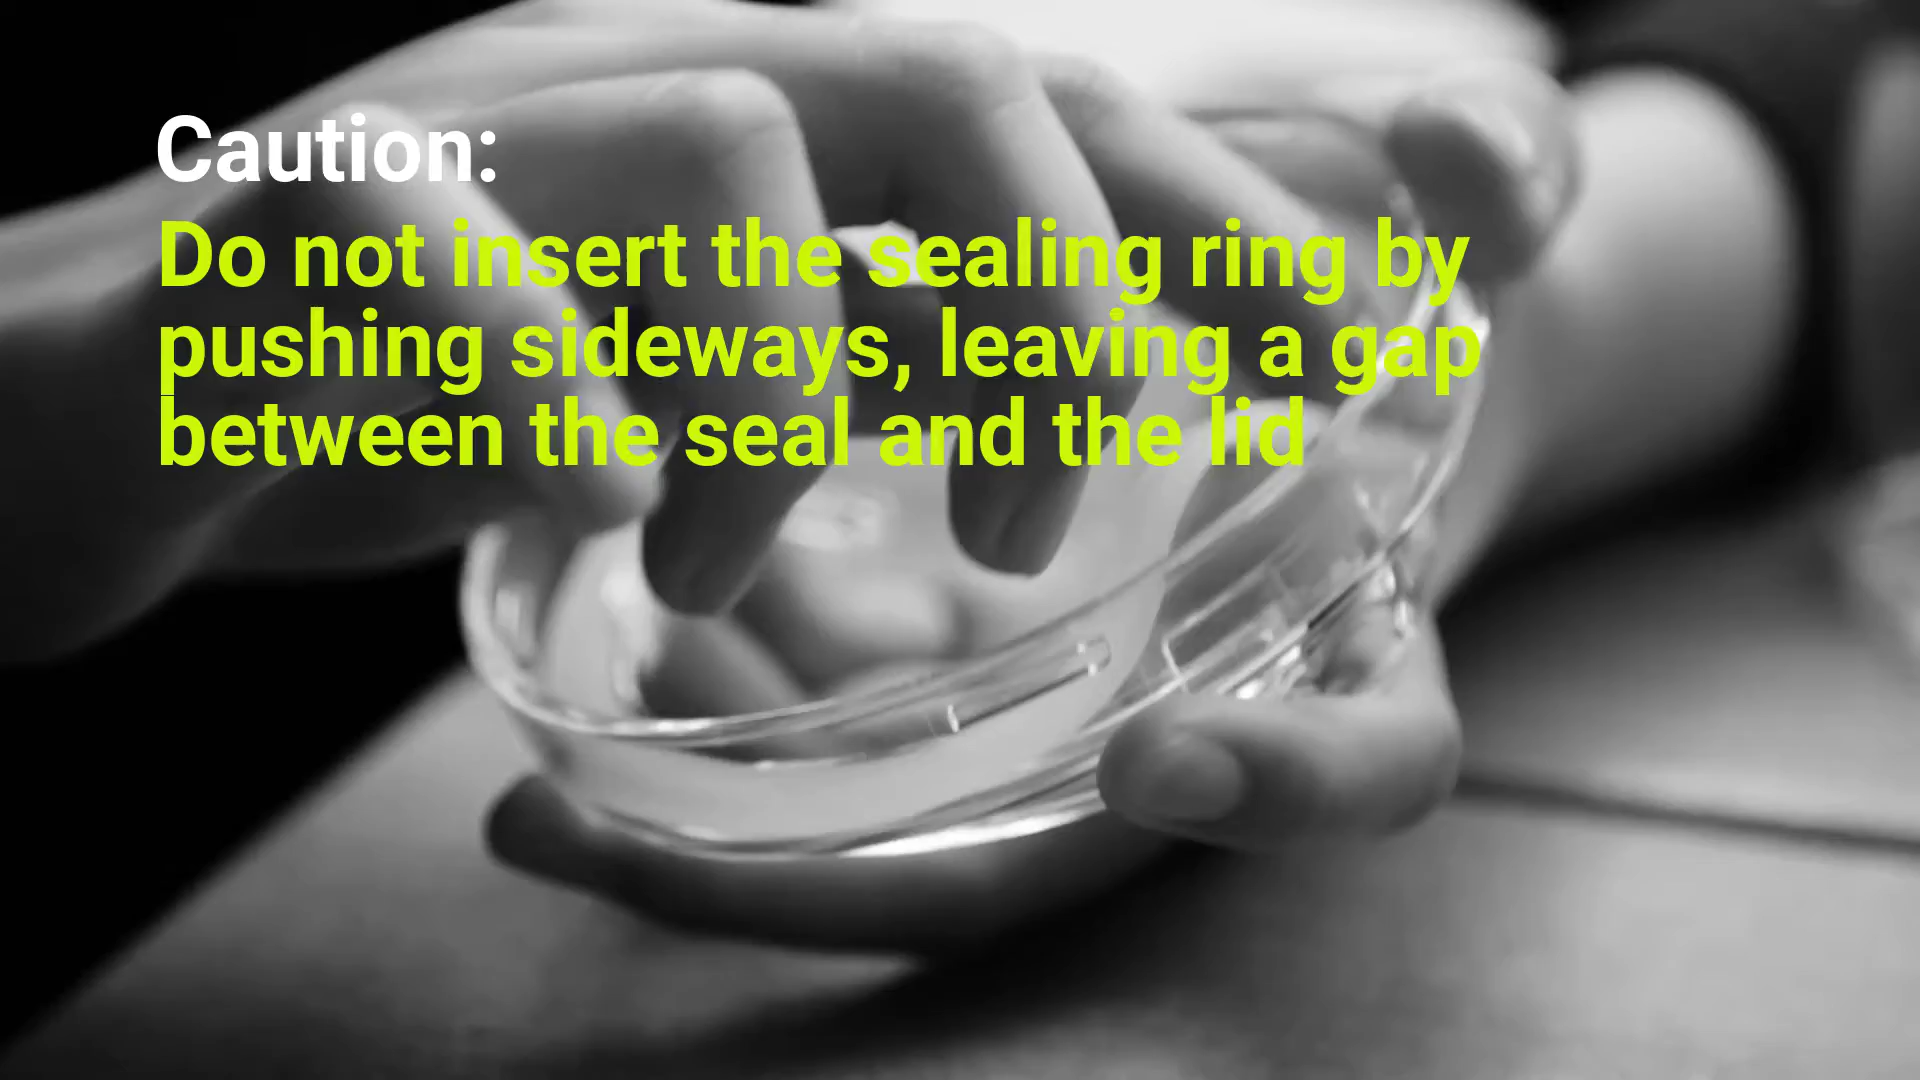 Caution:
Do not insert the sealing ring by
pushing sideways, leaving a gap
between the seal and the lid